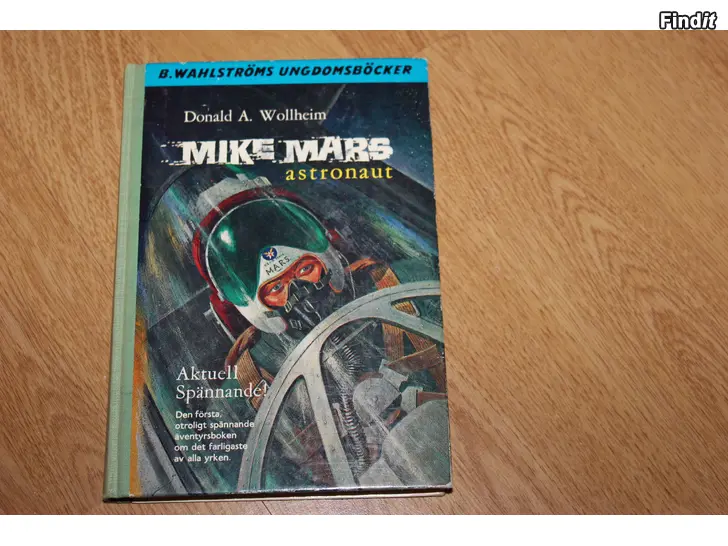 Findit
B. WAHLSTRÖMS UNGDOMSBÖCKER
Donald A. Wollheim
MIKE MARS
astronaut
MARS
Aktuell
Spännande!
Den första,
otroligt spännande
äventyrsboken
om det farligaste
av alla yrken.